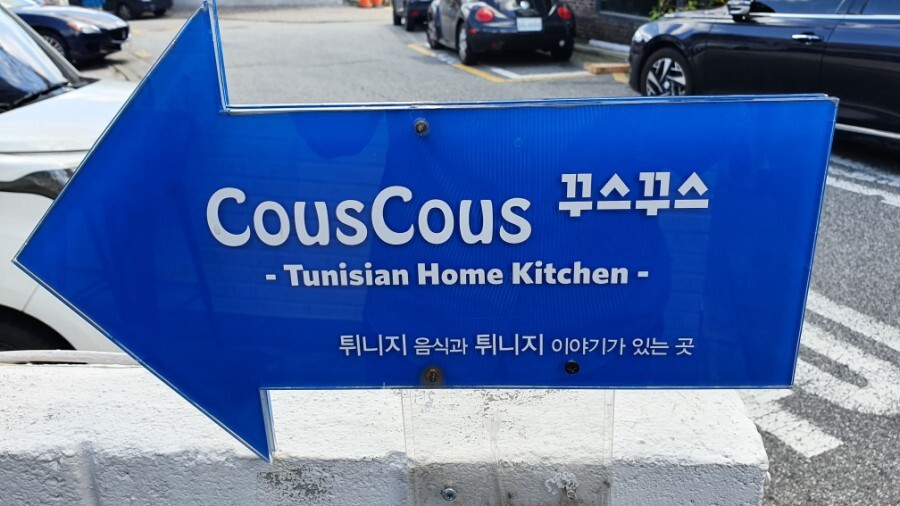 CousCous 꾸스꾸스
- Tunisian Home Kitchen -
튀니지 음식과 튀니지 이야기가 있는 곳